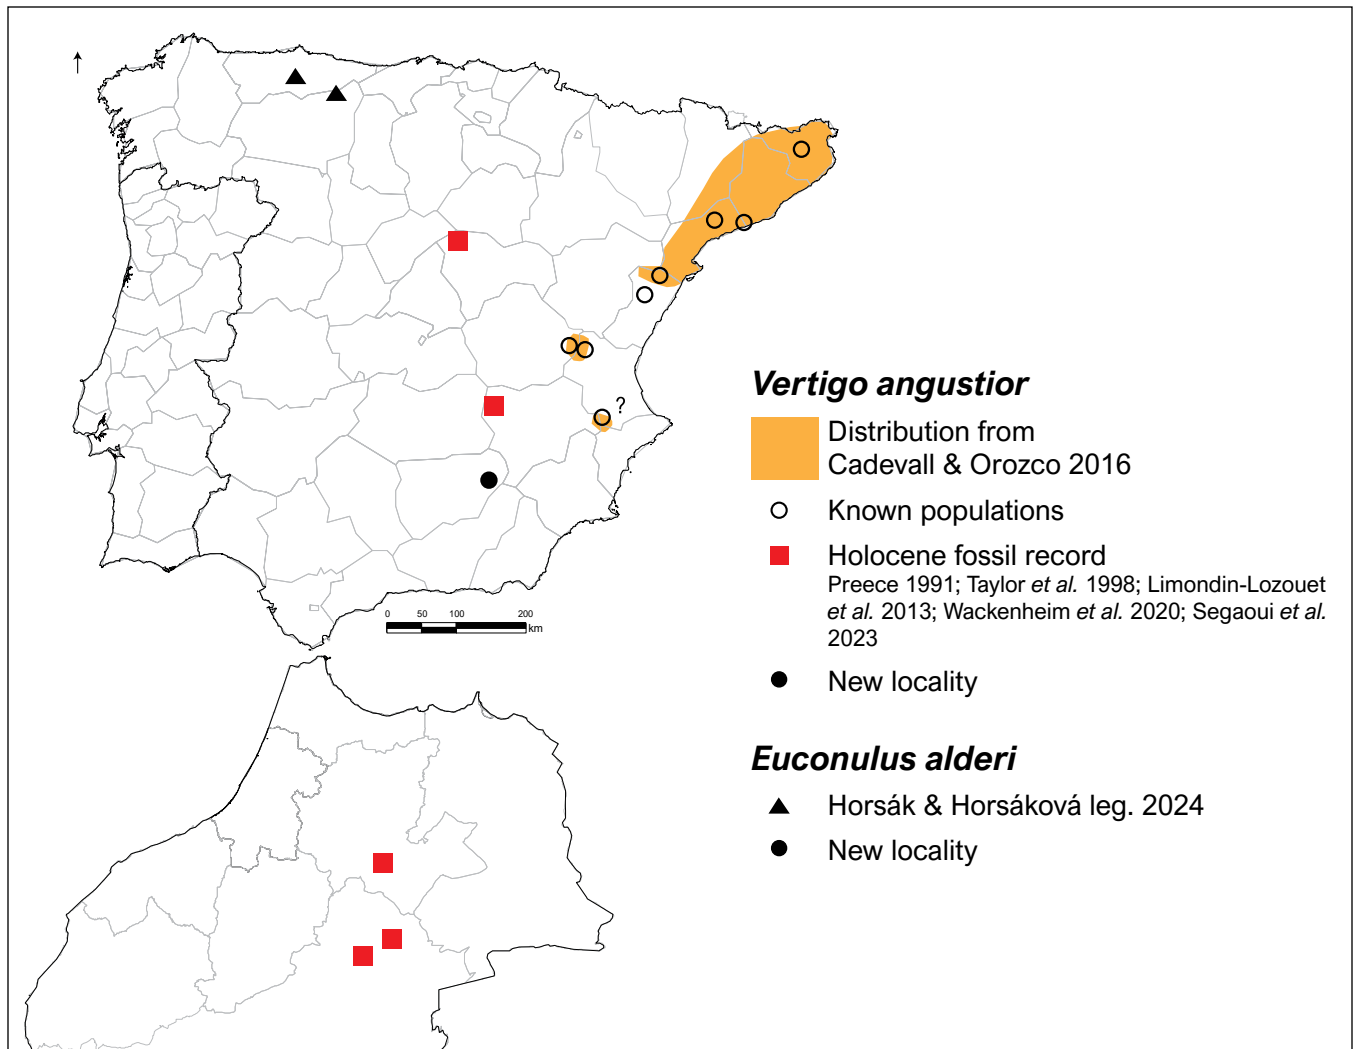 ?
Vertigo angustior
Distribution from
Cadevall & Orozco 2016
Known populations
Holocene fossil record
Preece 1991; Taylor et al. 1998; Limondin-Lozouet
et al. 2013; Wackenheim et al. 2020; Segaoui et al.
2023
New locality
0 50 100 200
km
Euconulus alderi
Horsák & Horsáková leg. 2024
New locality